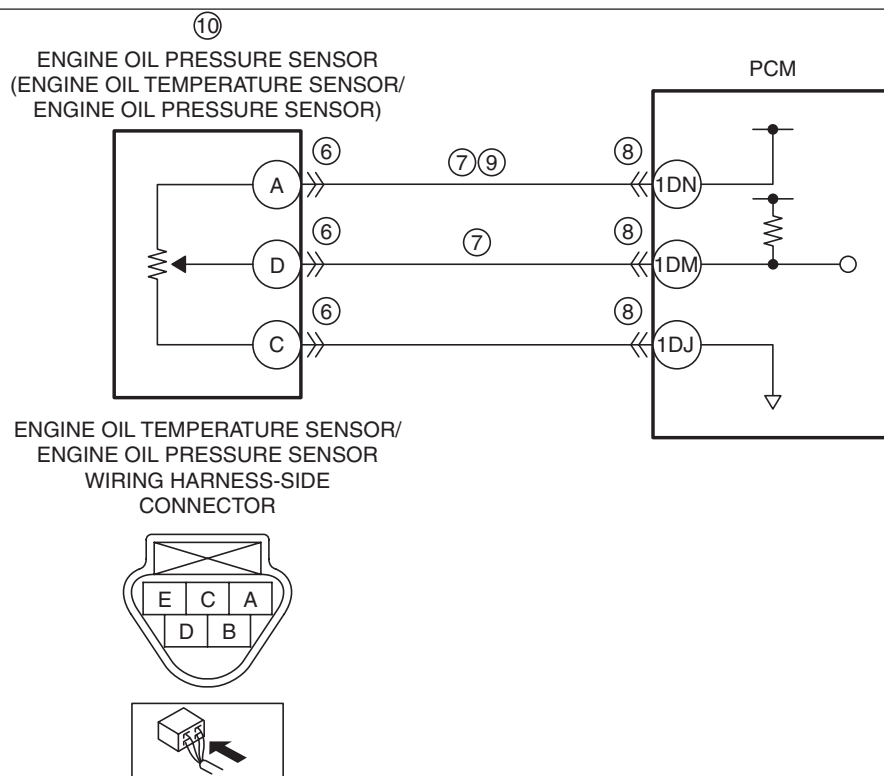 ⑩
ENGINE OIL PRESSURE SENSOR
(ENGINE OIL TEMPERATURE SENSOR/
ENGINE OIL PRESSURE SENSOR)
PCM
⑥ ⑦⑨ ⑧
A 1DN
⑥ ⑦ ⑧
D 1DM
⑥ ⑧
C 1DJ
ENGINE OIL TEMPERATURE SENSOR/
ENGINE OIL PRESSURE SENSOR
WIRING HARNESS-SIDE
CONNECTOR
E C A
D B